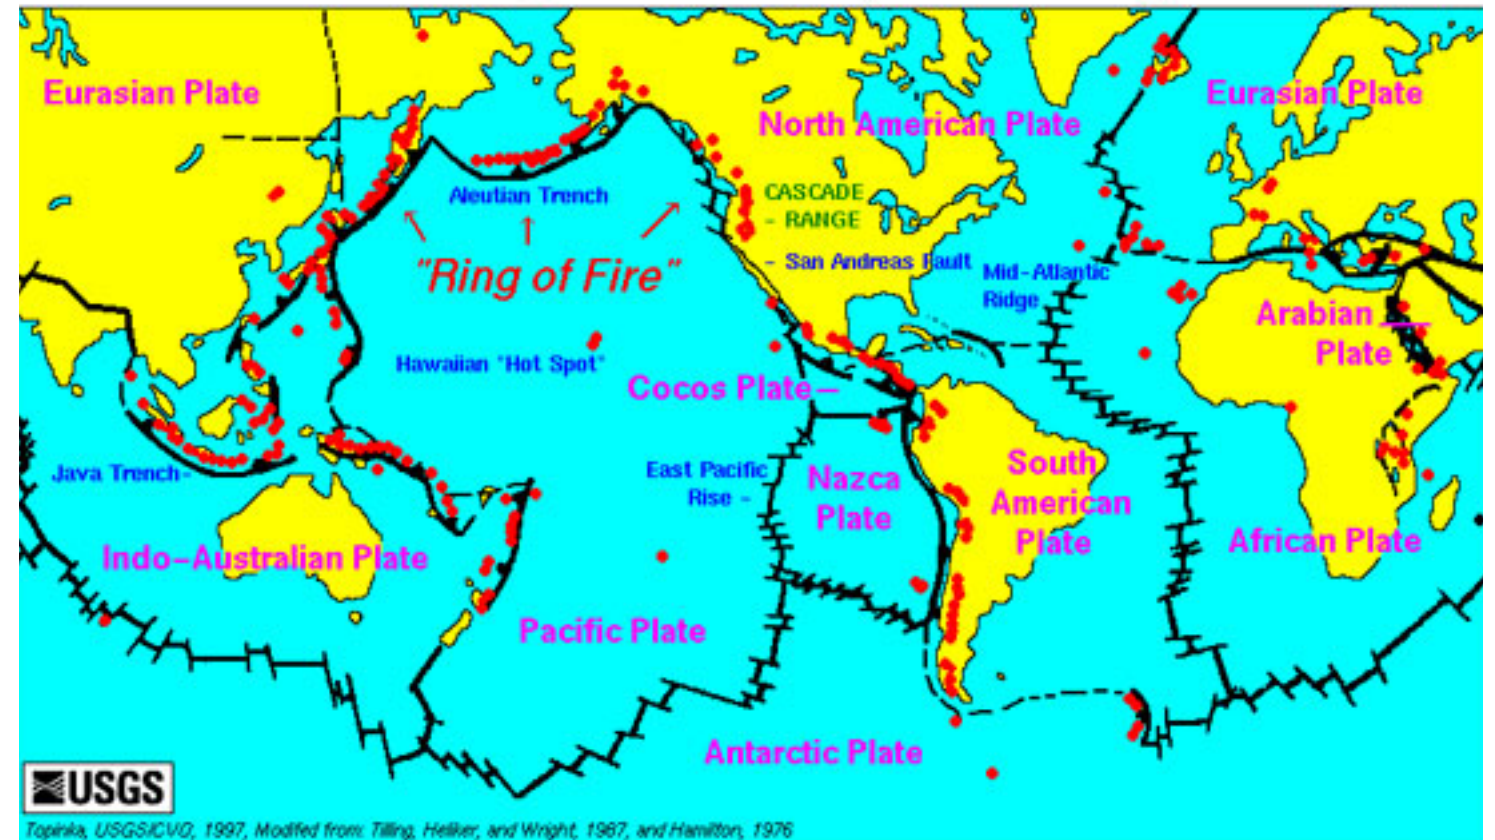 Eurasian Plate
Eurasian Plate
North American Plate
Aleutian Trench
CASCADE
- RANGE
"Ring of Fire"
- San Andreas Fault
Mid-Atlantic
Ridge
Arabian
Plate
Hawaiian "Hot Spot"
Cocos Plate
Java Trench
East Pacific
Rise -
Nazca
Plate
South
American
Plate
Indo-Australian Plate
African Plate
Pacific Plate
Antarctic Plate
USGS
Topinka, USGS/CVO, 1997, Modifed from: Tilling, Heliker, and Wright, 1987, and Hamilton, 1976